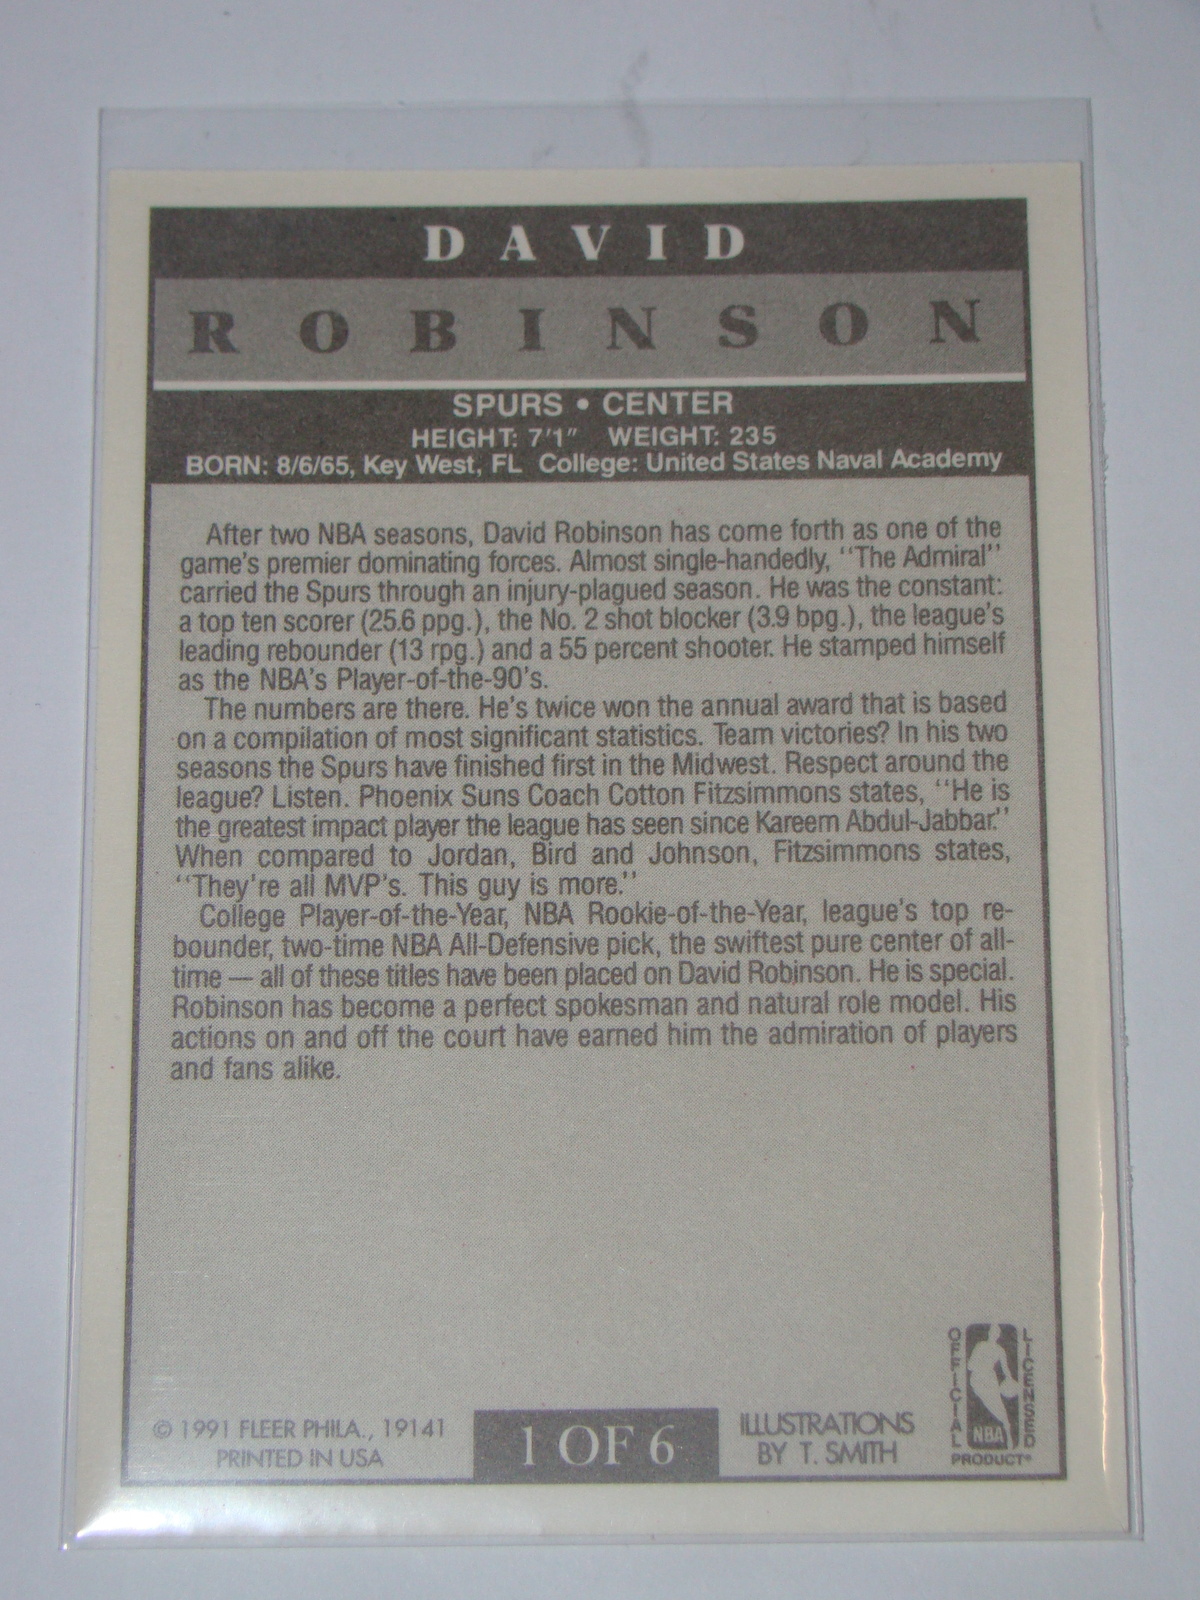 DAVID
ROBINSON
SPURS • CENTER
HEIGHT: 7'1" WEIGHT: 235
BORN: 8/6/65, Key West, FL College: United States Naval Academy
After two NBA seasons, David Robinson has come forth as one of the
game's premier dominating forces. Almost single-handedly, "The Admiral"
carried the Spurs through an injury-plagued season. He was the constant:
a top ten scorer (25.6 ppg.), the No. 2 shot blocker (3.9 bpg.), the league's
leading rebounder (13 rpg.) and a 55 percent shooter. He stamped himself
as the NBA's Player-of-the-90's.
The numbers are there. He's twice won the annual award that is based
on a compilation of most significant statistics. Team victories? In his two
seasons the Spurs have finished first in the Midwest. Respect around the
league? Listen. Phoenix Suns Coach Cotton Fitzsimmons states, "He is
the greatest impact player the league has seen since Kareem Abdul-Jabbar."
When compared to Jordan, Bird and Johnson, Fitzsimmons states,
"They're all MVP's. This guy is more."
College Player-of-the-Year, NBA Rookie-of-the-Year, league's top re-
bounder, two-time NBA All-Defensive pick, the swiftest pure center of all-
time — all of these titles have been placed on David Robinson. He is special.
Robinson has become a perfect spokesman and natural role model. His
actions on and off the court have earned him the admiration of players
and fans alike.
© 1991 FLEER PHILA., 19141
PRINTED IN USA
1 OF 6
ILLUSTRATIONS
BY T. SMITH
OFFICIAL
LICENSED
NBA
PRODUCT®